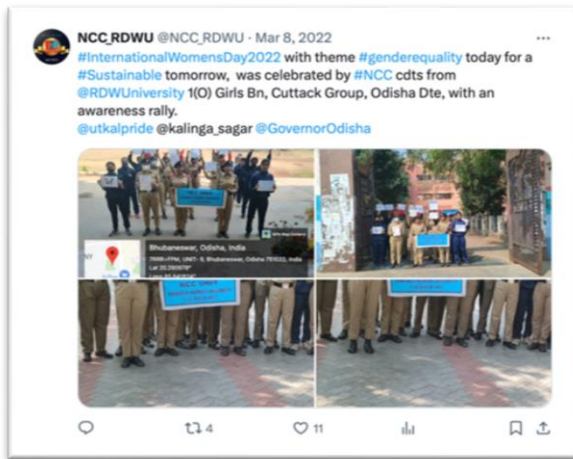 NCC_RDWU @NCC_RDWU · Mar 8, 2022
#InternationalWomensDay2022 with theme #genderequality today for a
#Sustainable tomorrow, was celebrated by #NCC cdts from
@RDWUniversity 1(O) Girls Bn, Cuttack Group, Odisha Dte, with an
awareness rally.
@utkalpride @kalinga_sagar @GovernorOdisha
Bhubaneswar, Odisha, India
NCC UNIT
4
11